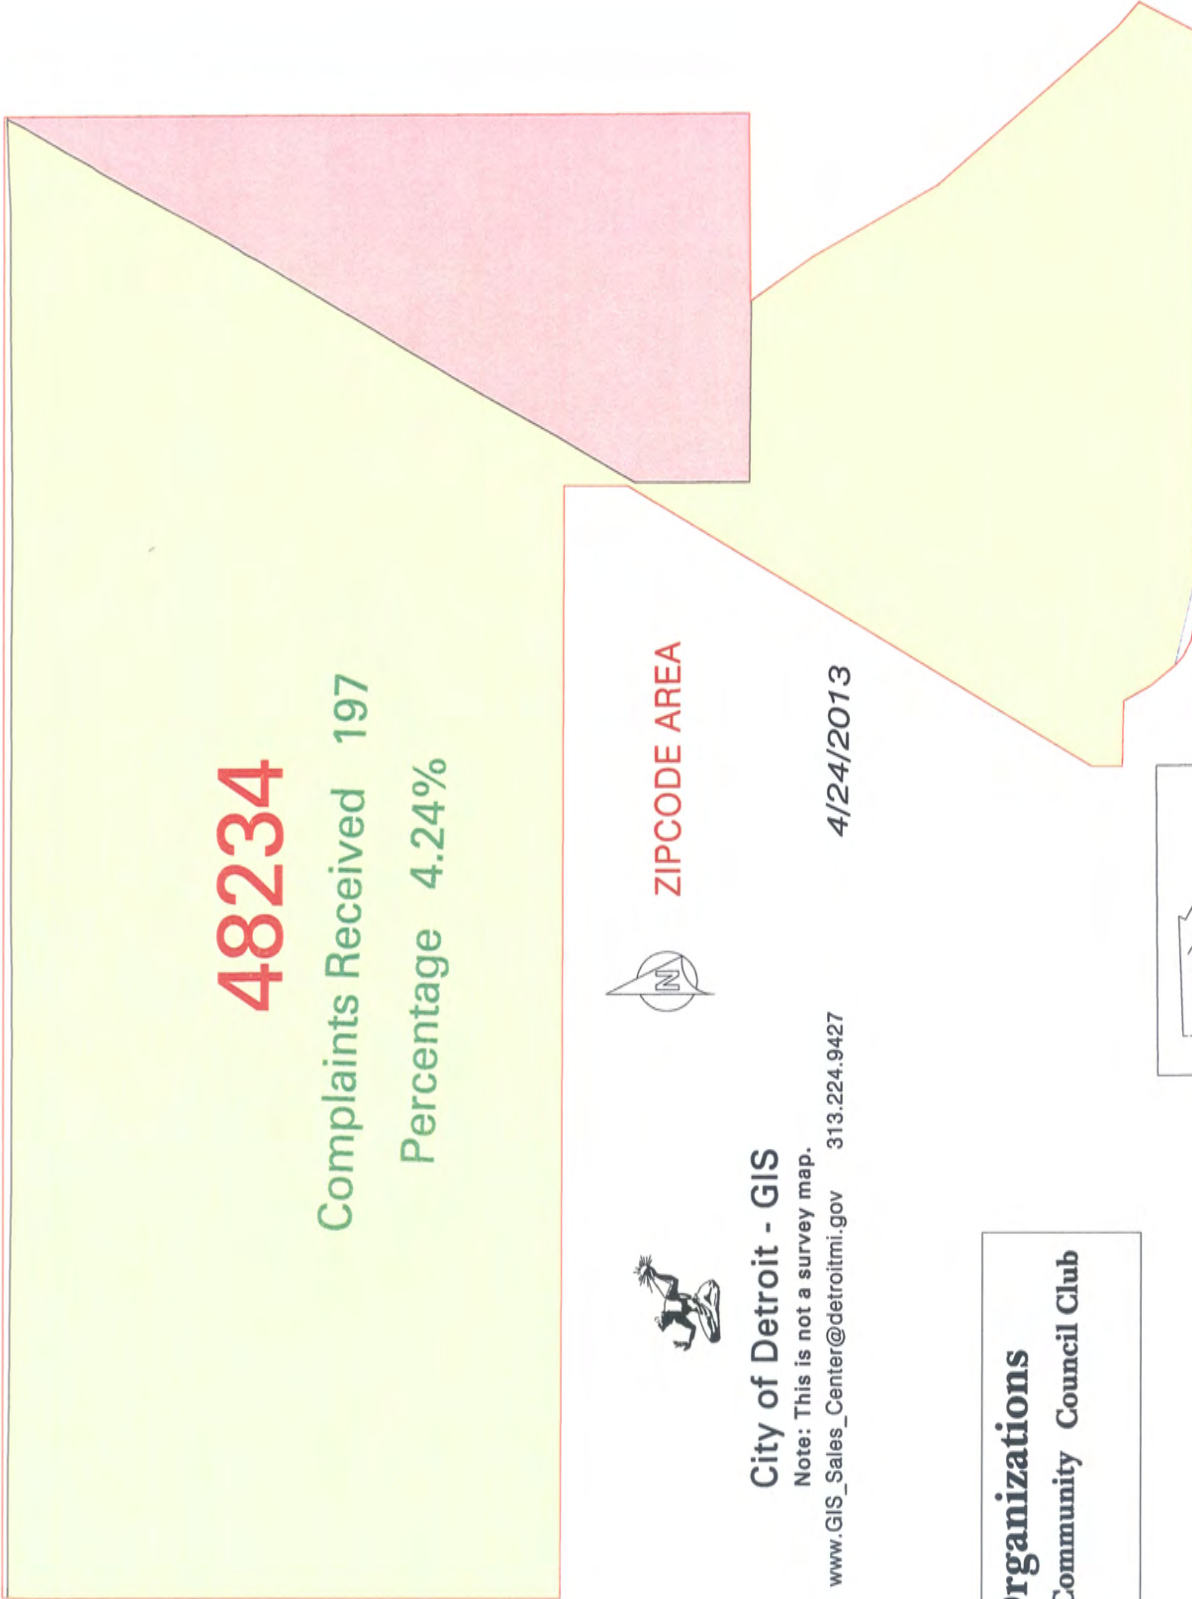 48234
Complaints Received 197
Percentage 4.24%
N
ZIPCODE AREA
City of Detroit - GIS
Note: This is not a survey map.
www.GIS_Sales_Center@detroitmi.gov 313.224.9427
4/24/2013
rganizations
Community Council Club